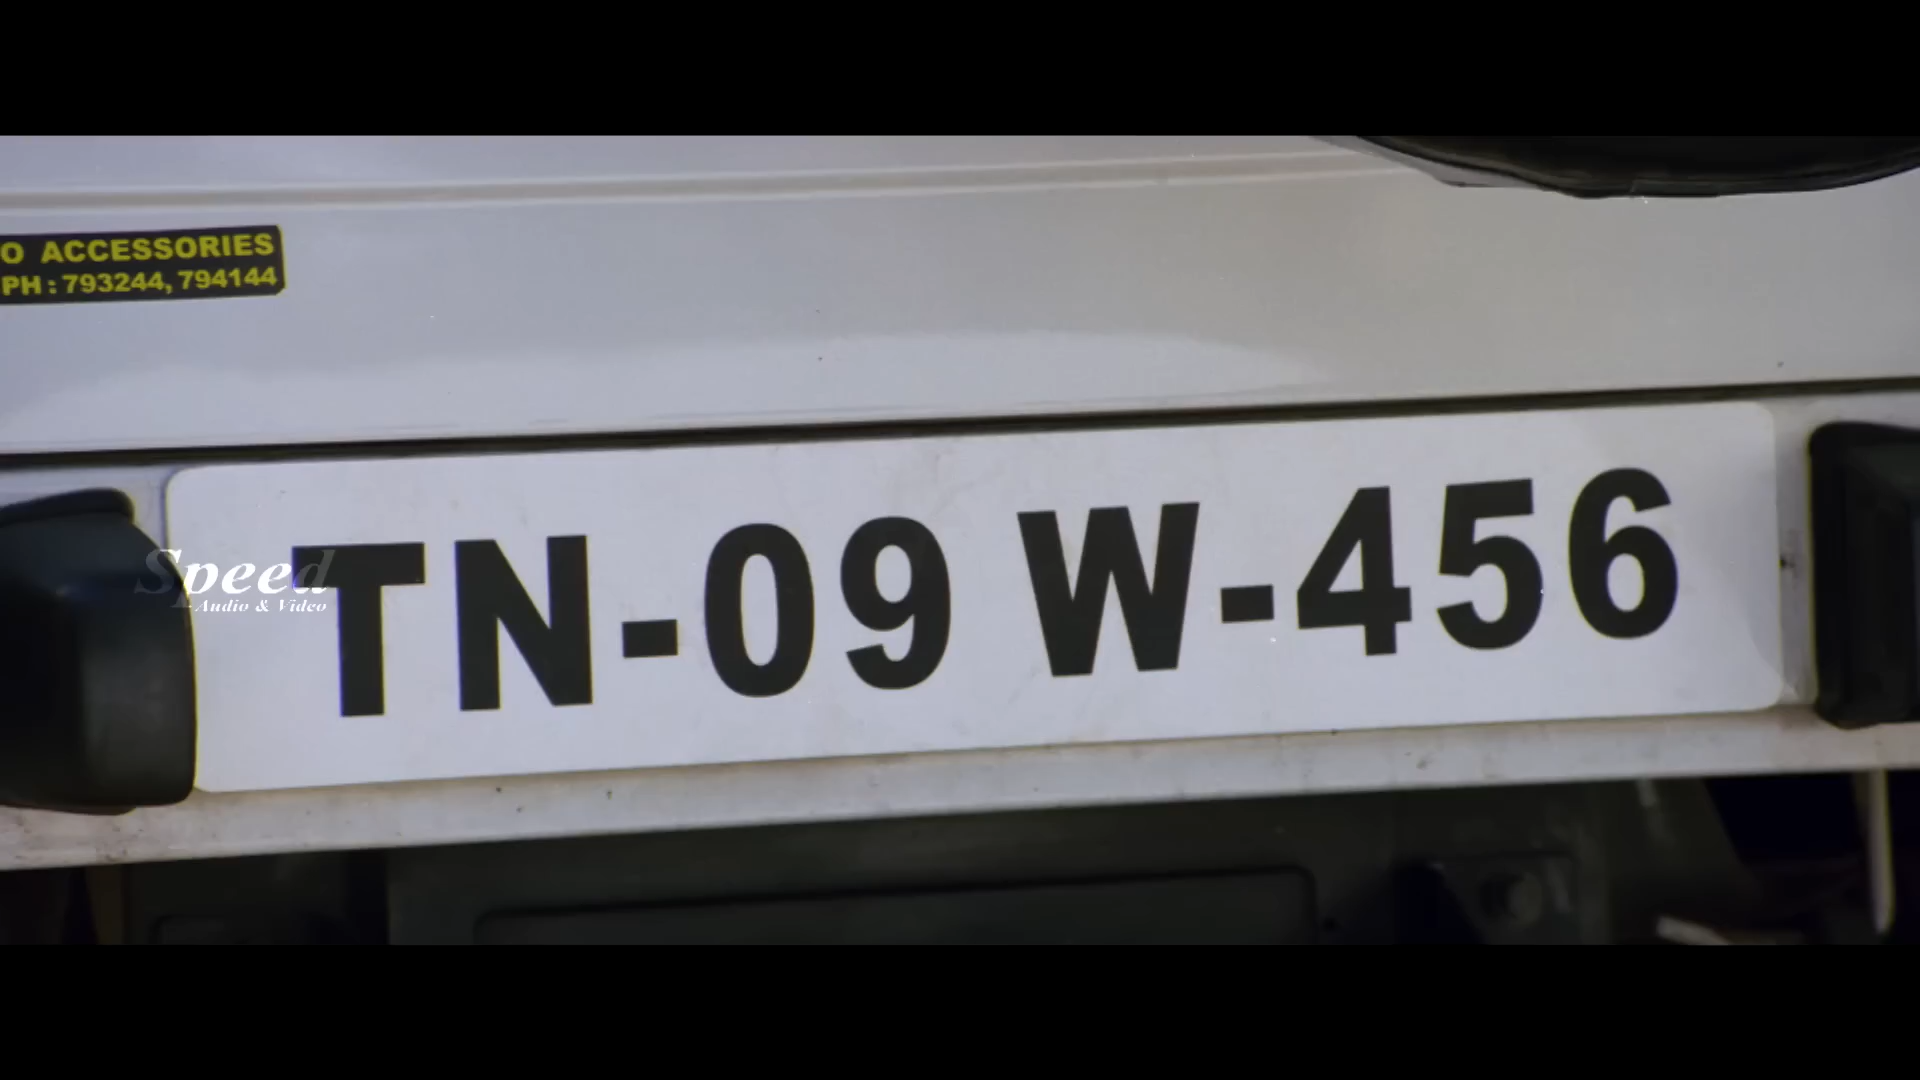 O ACCESSORIES
PH : 793244, 794144
TN-09 W-456
Speed
Audio & Video